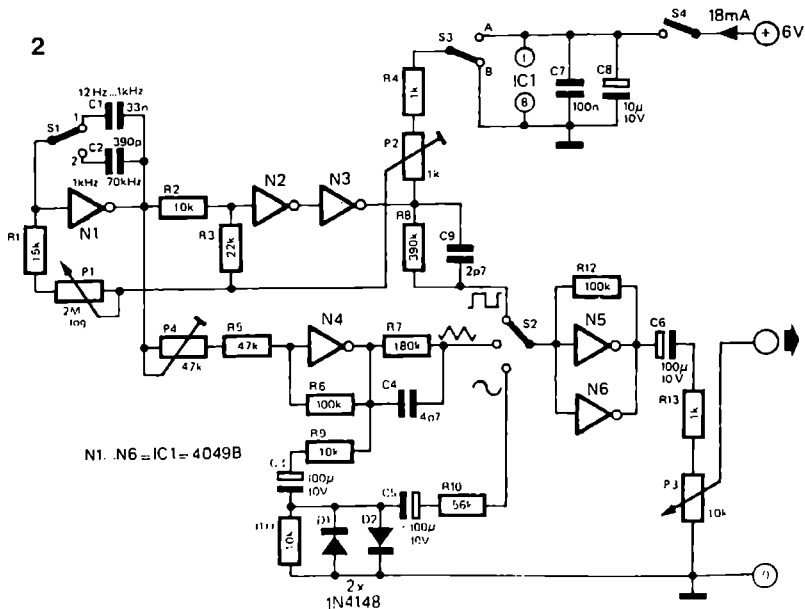 2
S3
A
B
S4
18mA
+
6V
R4
1k
1
IC1
8
C7
100n
C8
10µ
10V
12Hz...1kHz
C1
33n
S1
1
2
390p
C2
70kHz
1kHz
N1
R1
15k
P1
2M
log
R2
10k
R3
22k
N2
N3
P2
1k
R8
390k
C9
2p7
S2
R12
100k
N5
N6
C6
100µ
10V
R13
1k
P3
10k
P4
47k
R5
47k
N4
R7
180k
R6
100k
C4
4n7
R9
10k
100µ
10V
10k
D1
D2
C5
100µ
10V
R10
56k
2x
1N4148
N1...N6=IC1=4049B